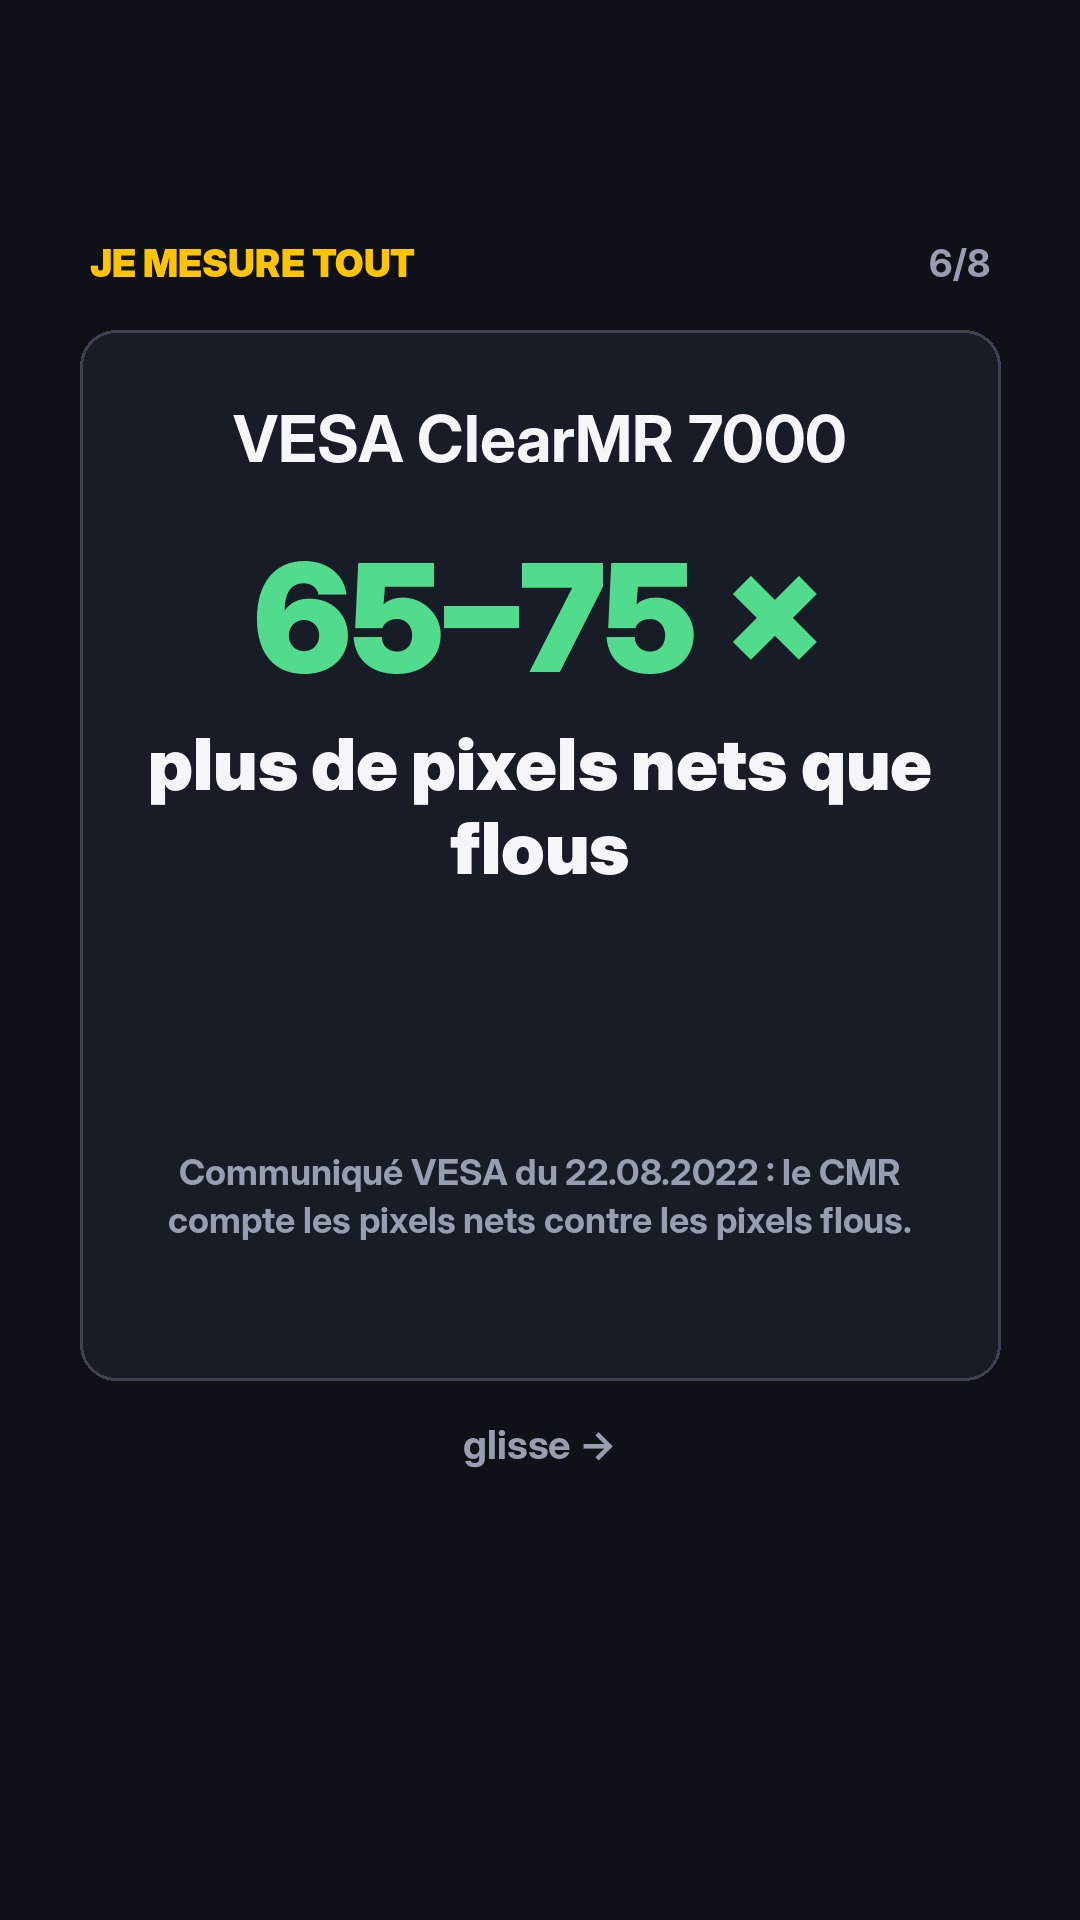 JE MESURE TOUT
6/8
VESA ClearMR 7000
65–75 ×
plus de pixels nets que
flous
Communiqué VESA du 22.08.2022 : le CMR
compte les pixels nets contre les pixels flous.
glisse →